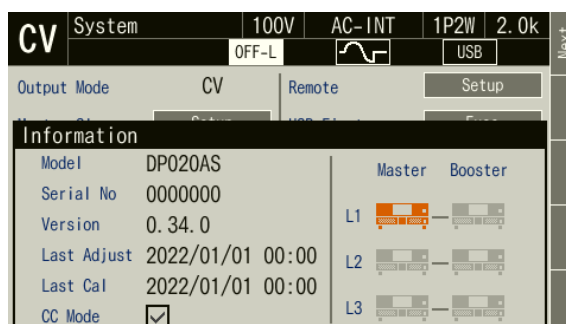 CV System 100V AC-INT 1P2W 2.0k
OFF-L USB
Next
Output Mode CV Remote Setup
Information
Model DP020AS
Serial No 0000000
Version 0.34.0
Last Adjust 2022/01/01 00:00
Last Cal 2022/01/01 00:00
CC Mode
Master Booster
L1
L2
L3